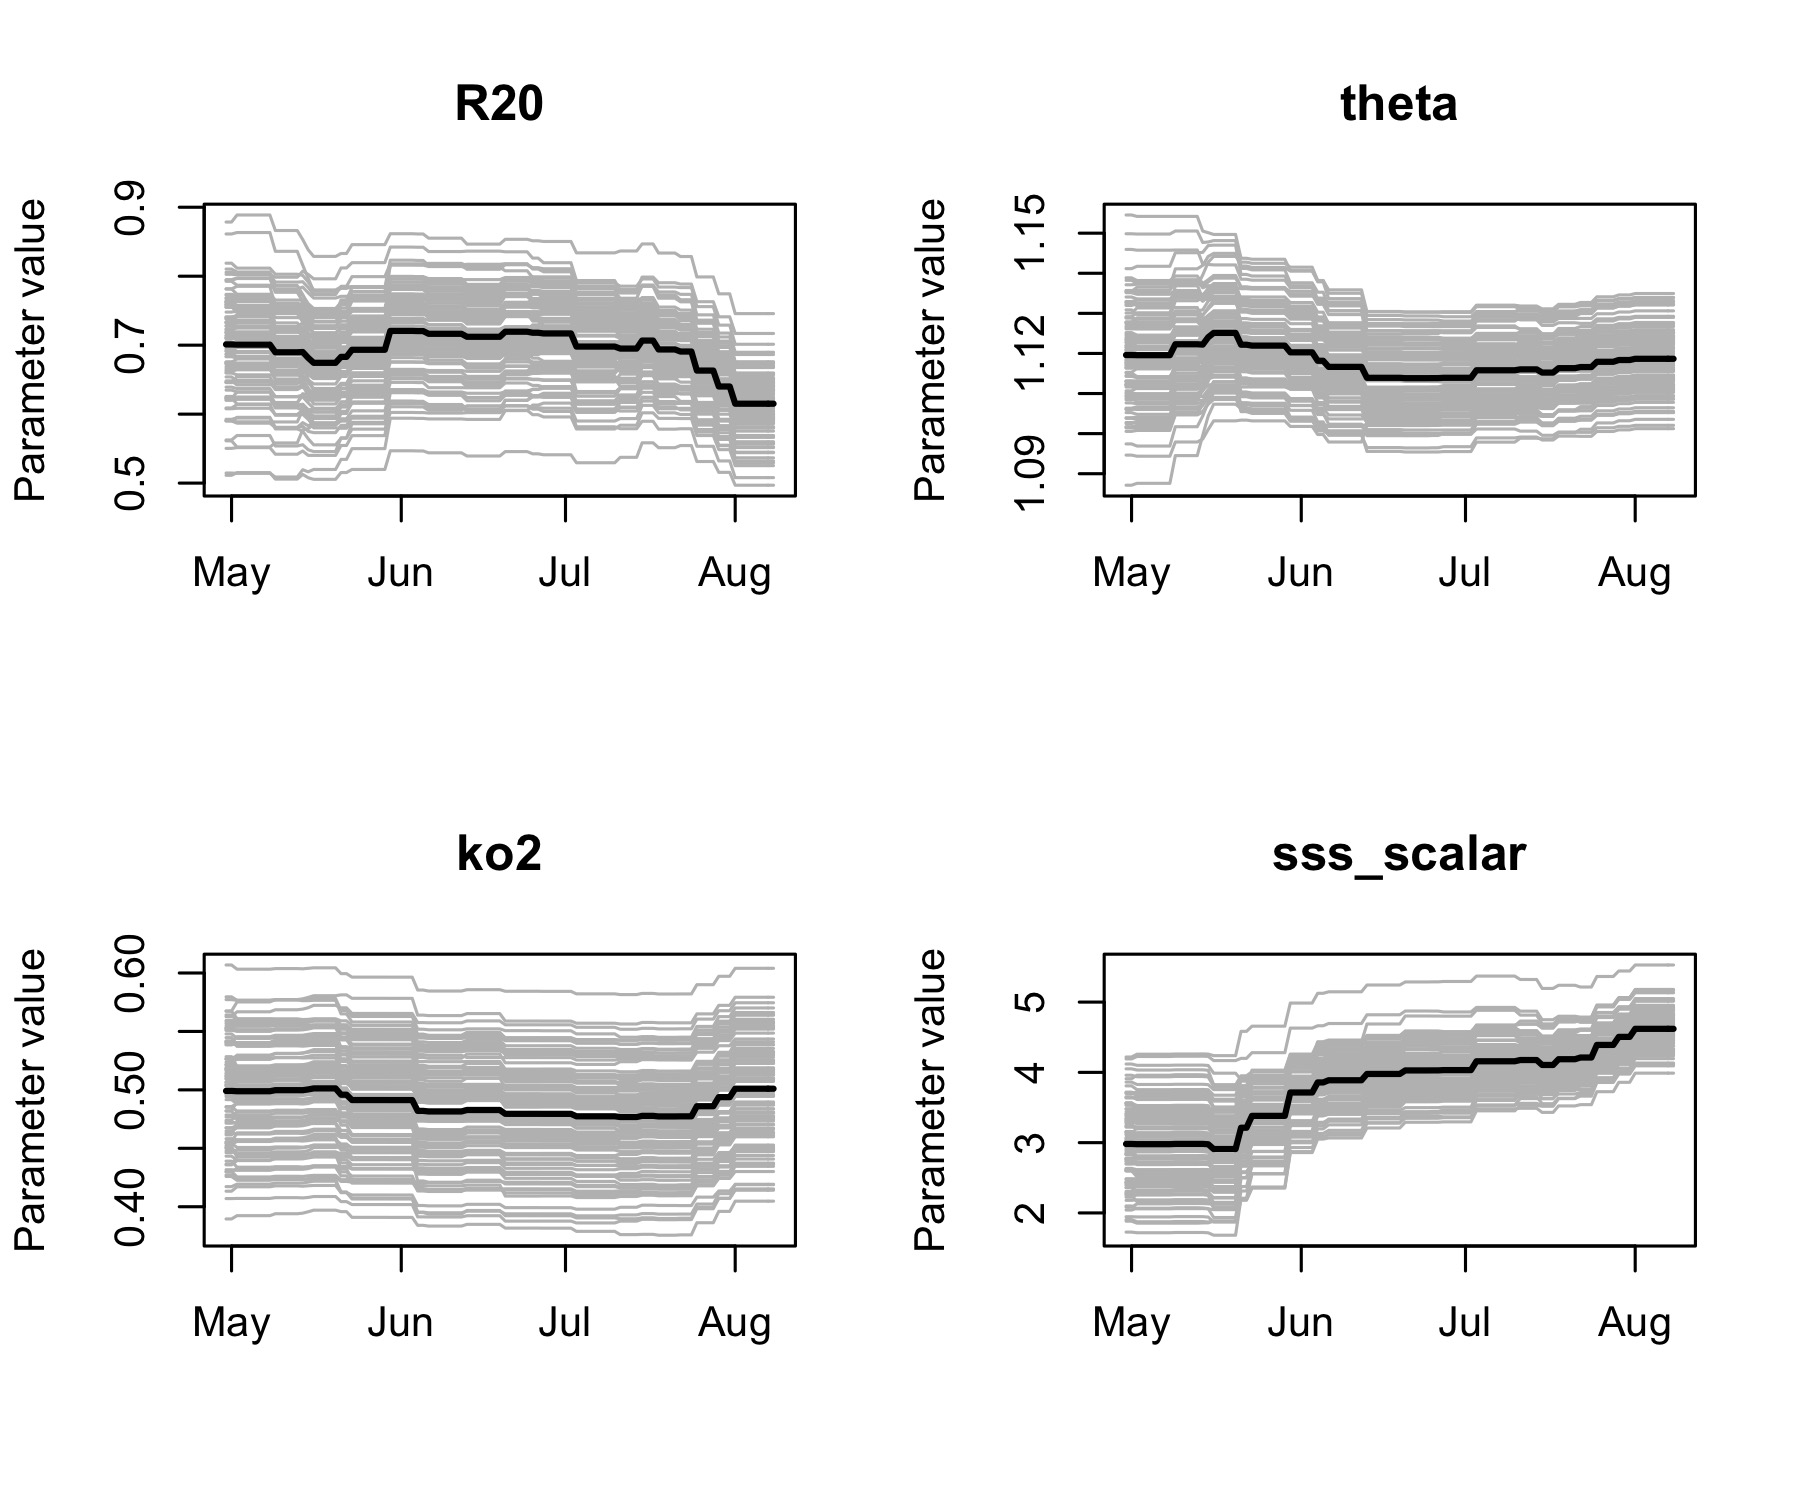 R20
Parameter value
0.9
0.7
0.5
May Jun Jul Aug
theta
Parameter value
1.15
1.12
1.09
May Jun Jul Aug
ko2
Parameter value
0.60
0.50
0.40
May Jun Jul Aug
sss_scalar
Parameter value
5
4
3
2
May Jun Jul Aug